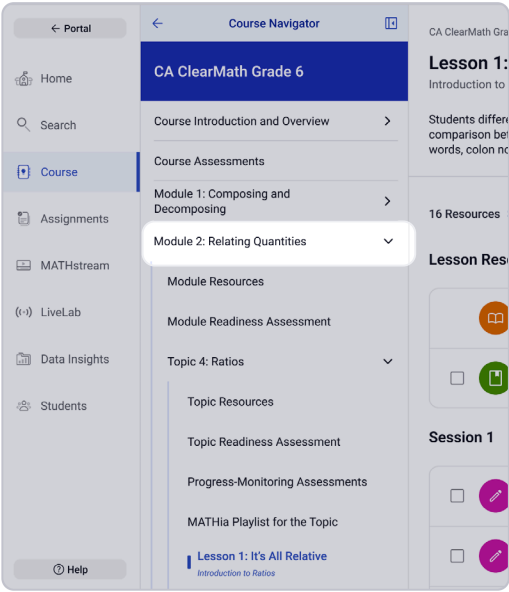 ← Portal
Home
Search
Course
Assignments
MATHstream
LiveLab
Data Insights
Students
Help
Course Navigator
CA ClearMath Grade 6
Course Introduction and Overview
Course Assessments
Module 1: Composing and
Decomposing
Module 2: Relating Quantities
Module Resources
Module Readiness Assessment
Topic 4: Ratios
Topic Resources
Topic Readiness Assessment
Progress-Monitoring Assessments
MATHia Playlist for the Topic
Lesson 1: It's All Relative
Introduction to Ratios
CA ClearMath Gra
Lesson 1:
Introduction to
Students differe
comparison bet
words, colon no
16 Resources
Lesson Res
Session 1